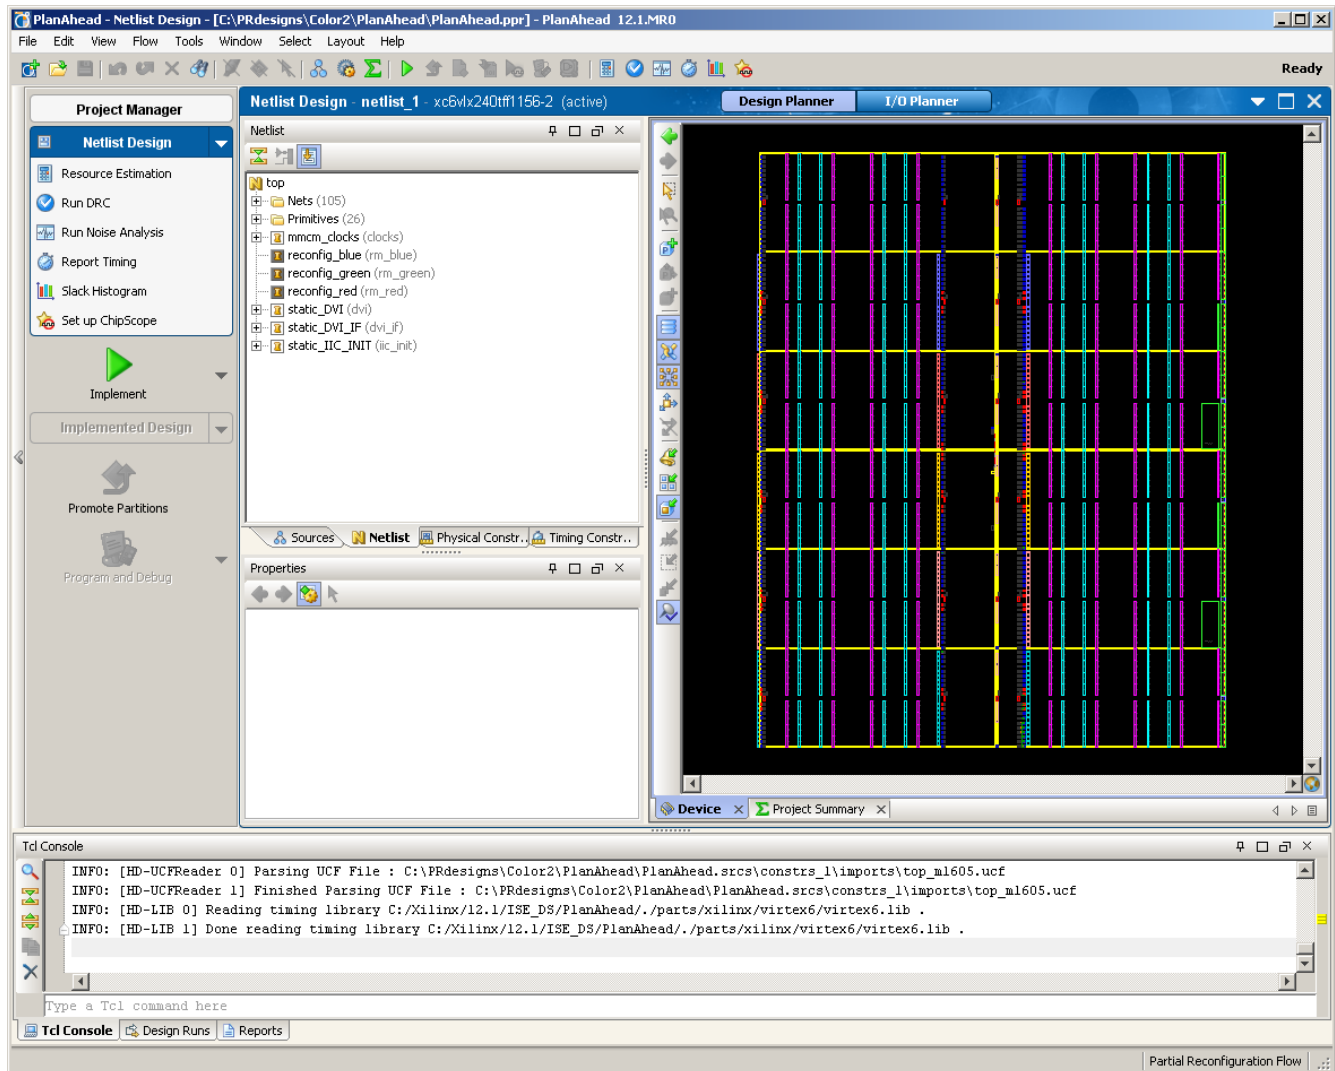 PlanAhead - Netlist Design - [C:\PRdesigns\Color2\PlanAhead\PlanAhead.ppr] - PlanAhead 12.1.MR0
File Edit View Flow Tools Window Select Layout Help
Ready
Project Manager
Netlist Design
Resource Estimation
Run DRC
Run Noise Analysis
Report Timing
Slack Histogram
Set up ChipScope
Implement
Implemented Design
Promote Partitions
Program and Debug
Netlist Design - netlist_1 - xc6vlx240tff1156-2 (active)
Design Planner I/O Planner
Netlist
top
Nets (105)
Primitives (26)
mmcm_clocks (clocks)
reconfig_blue (rm_blue)
reconfig_green (rm_green)
reconfig_red (rm_red)
static_DVI (dvi)
static_DVI_IF (dvi_if)
static_IIC_INIT (iic_init)
Sources Netlist Physical Constr.. Timing Constr..
Properties
Device Project Summary
Tcl Console
INFO: [HD-UCFReader 0] Parsing UCF File : C:\PRdesigns\Color2\PlanAhead\PlanAhead.srcs\constrs_1\imports\top_ml605.ucf
INFO: [HD-UCFReader 1] Finished Parsing UCF File : C:\PRdesigns\Color2\PlanAhead\PlanAhead.srcs\constrs_1\imports\top_ml605.ucf
INFO: [HD-LIB 0] Reading timing library C:/Xilinx/12.1/ISE_DS/PlanAhead/./parts/xilinx/virtex6/virtex6.lib .
INFO: [HD-LIB 1] Done reading timing library C:/Xilinx/12.1/ISE_DS/PlanAhead/./parts/xilinx/virtex6/virtex6.lib .
Type a Tcl command here
Tcl Console Design Runs Reports
Partial Reconfiguration Flow